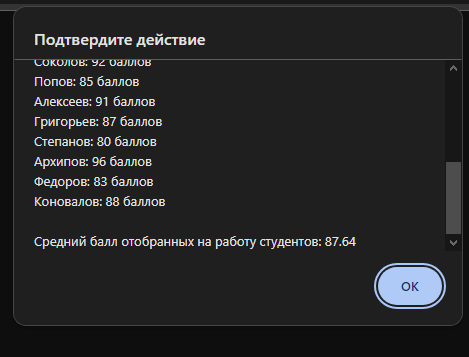 Подтвердите действие
Соколов: 92 баллов
Попов: 85 баллов
Алексеев: 91 баллов
Григорьев: 87 баллов
Степанов: 80 баллов
Архипов: 96 баллов
Федоров: 83 баллов
Коновалов: 88 баллов
Средний балл отобранных на работу студентов: 87.64
ОК